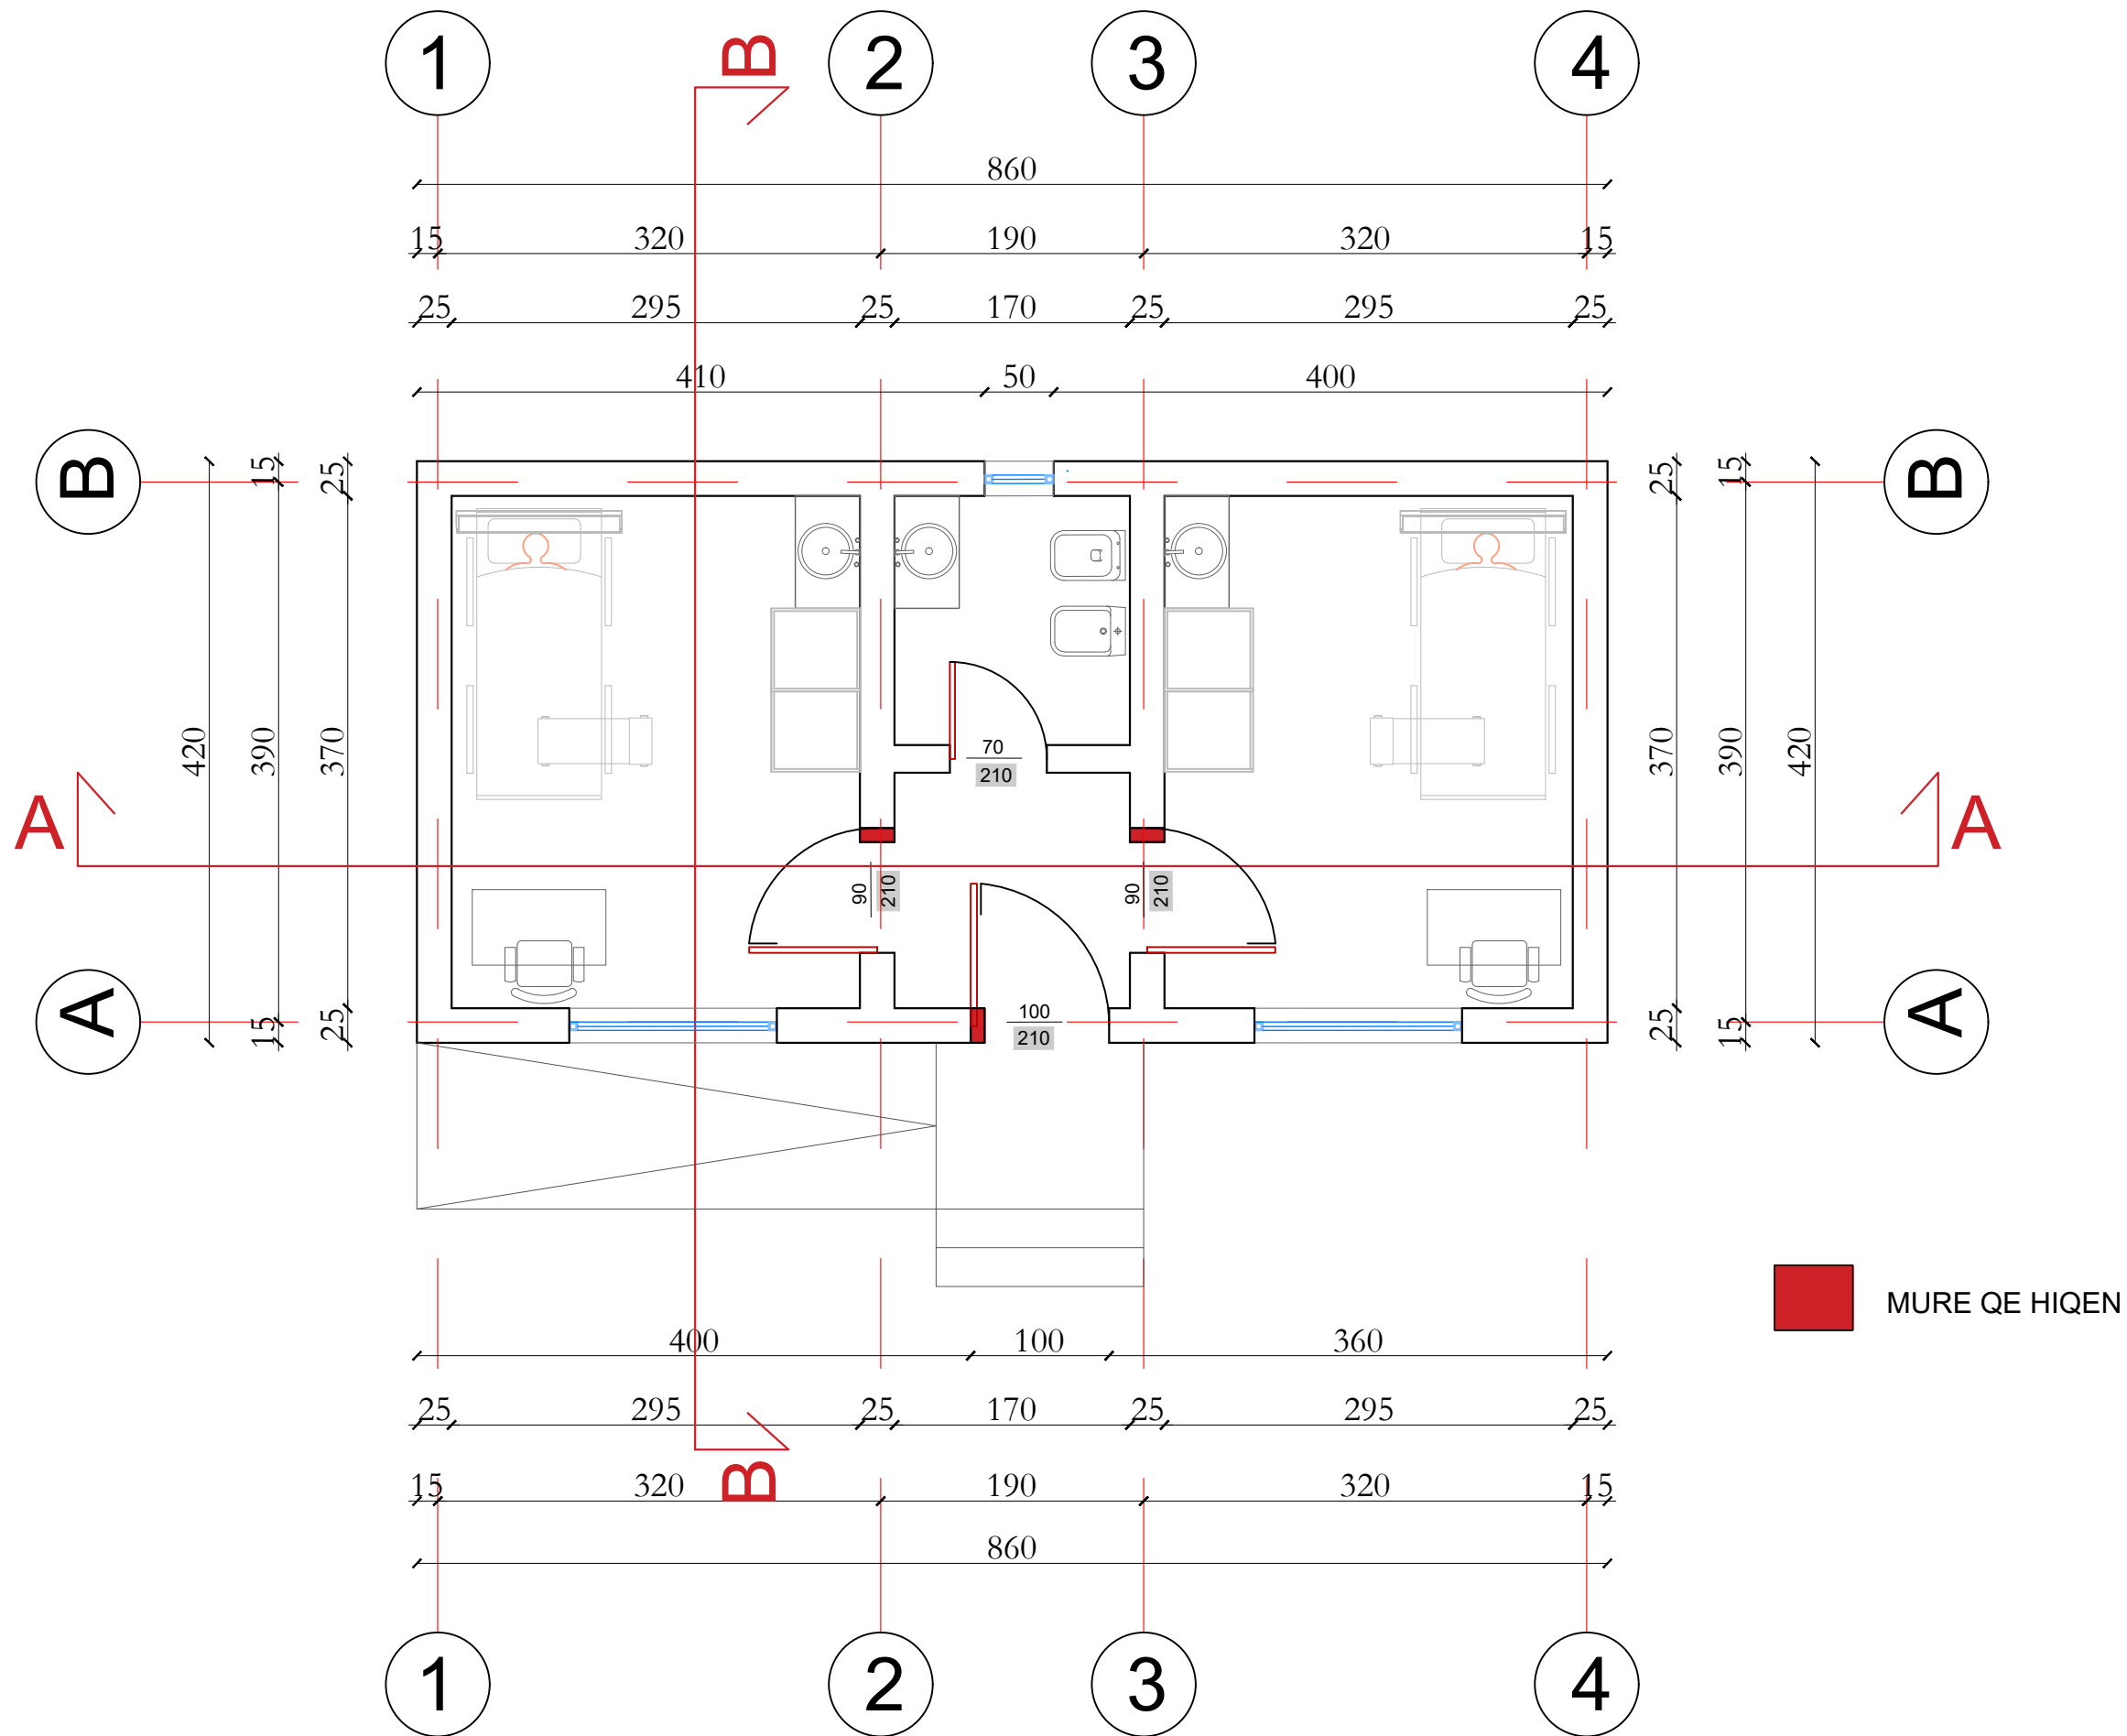 1 B 2 3 4
860
15 320 190 320 15
25 295 25 170 25 295 25
410 50 400
B 15 25 25 15 B
420 390 370 370 390 420
70
210
A A
90 210 90 210
A 15 25 25 15 A
100
210
MURE QE HIQEN
400 100 360
25 295 25 170 25 295 25
15 320 B 190 320 15
860
1 2 3 4